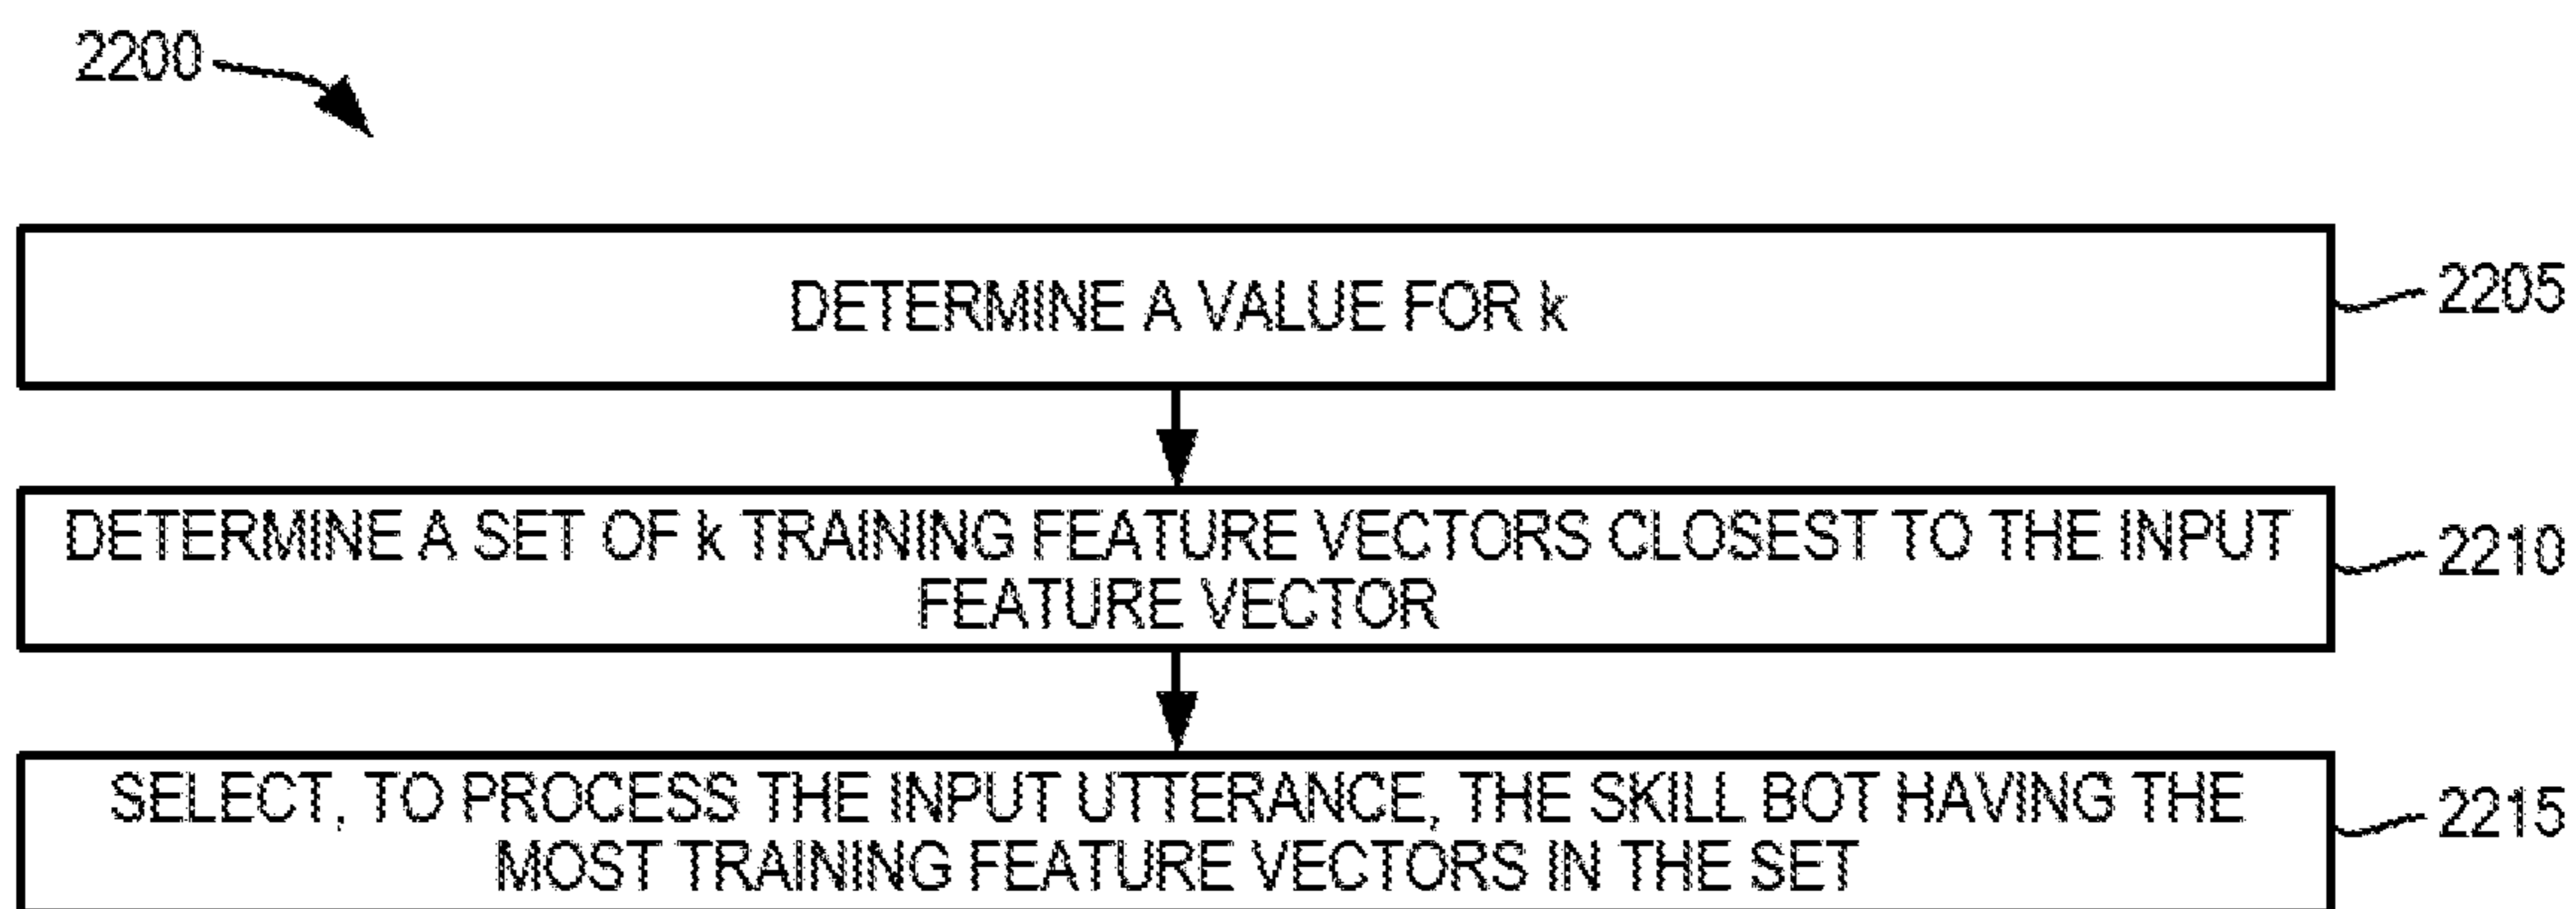 2200
DETERMINE A VALUE FOR k
2205
DETERMINE A SET OF k TRAINING FEATURE VECTORS CLOSEST TO THE INPUT
FEATURE VECTOR
2210
SELECT, TO PROCESS THE INPUT UTTERANCE, THE SKILL BOT HAVING THE
MOST TRAINING FEATURE VECTORS IN THE SET
2215